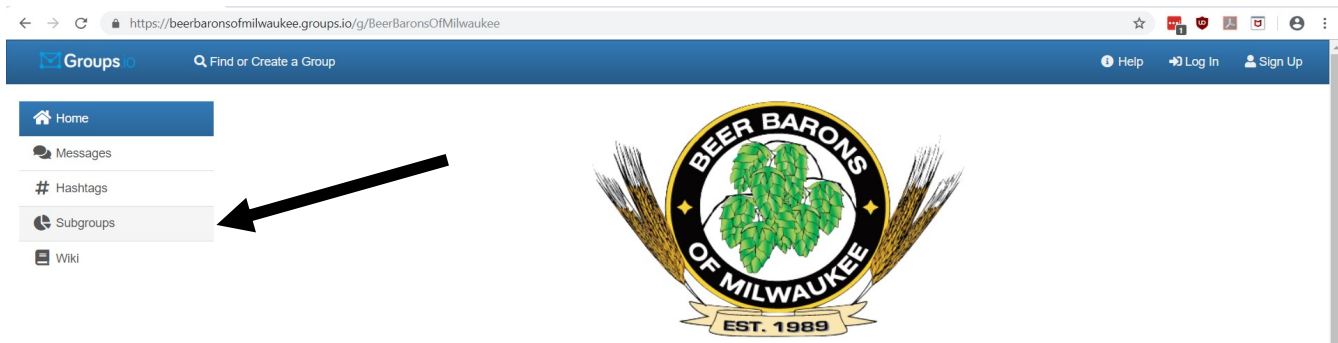 https://beerbaronsofmilwaukee.groups.io/g/BeerBaronsOfMilwaukee
1
Groups io Find or Create a Group Help Log In Sign Up
Home
Messages
# Hashtags
Subgroups
Wiki
BEER BARONS
OF MILWAUKEE
EST. 1989